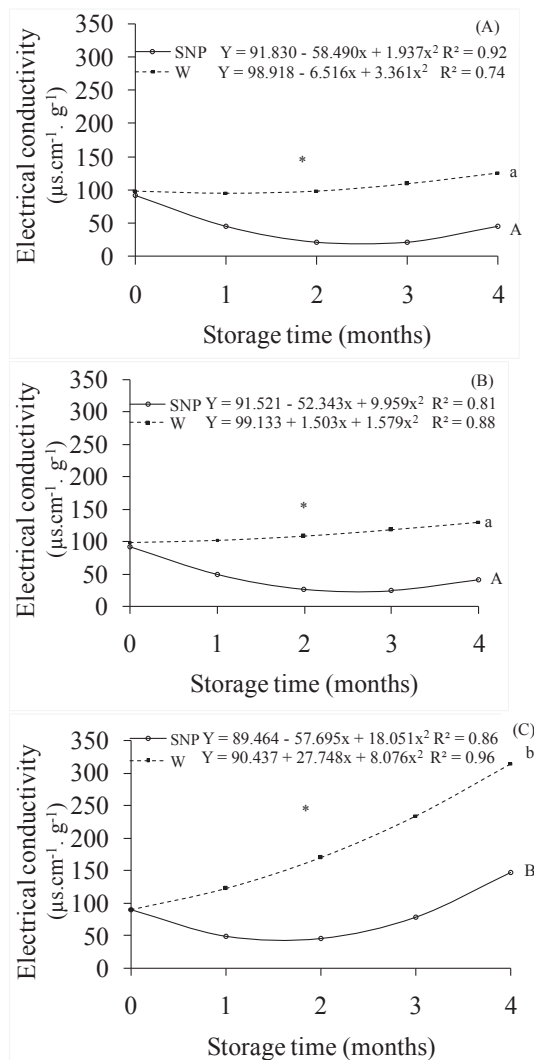 (A)
SNP Y = 91.830 - 58.490x + 1.937x² R² = 0.92
W Y = 98.918 - 6.516x + 3.361x² R² = 0.74
350
300
250
200
150
100
50
0
Electrical conductivity
(µs.cm⁻¹. g⁻¹)
*
a
A
0 1 2 3 4
Storage time (months)
(B)
SNP Y = 91.521 - 52.343x + 9.959x² R² = 0.81
W Y = 99.133 + 1.503x + 1.579x² R² = 0.88
350
300
250
200
150
100
50
0
Electrical conductivity
(µs.cm⁻¹. g⁻¹)
*
a
A
0 1 2 3 4
Storage time (months)
(C)
SNP Y = 89.464 - 57.695x + 18.051x² R² = 0.86
W Y = 90.437 + 27.748x + 8.076x² R² = 0.96
350
300
250
200
150
100
50
0
Electrical conductivity
(µs.cm⁻¹. g⁻¹)
*
b
B
0 1 2 3 4
Storage time (months)